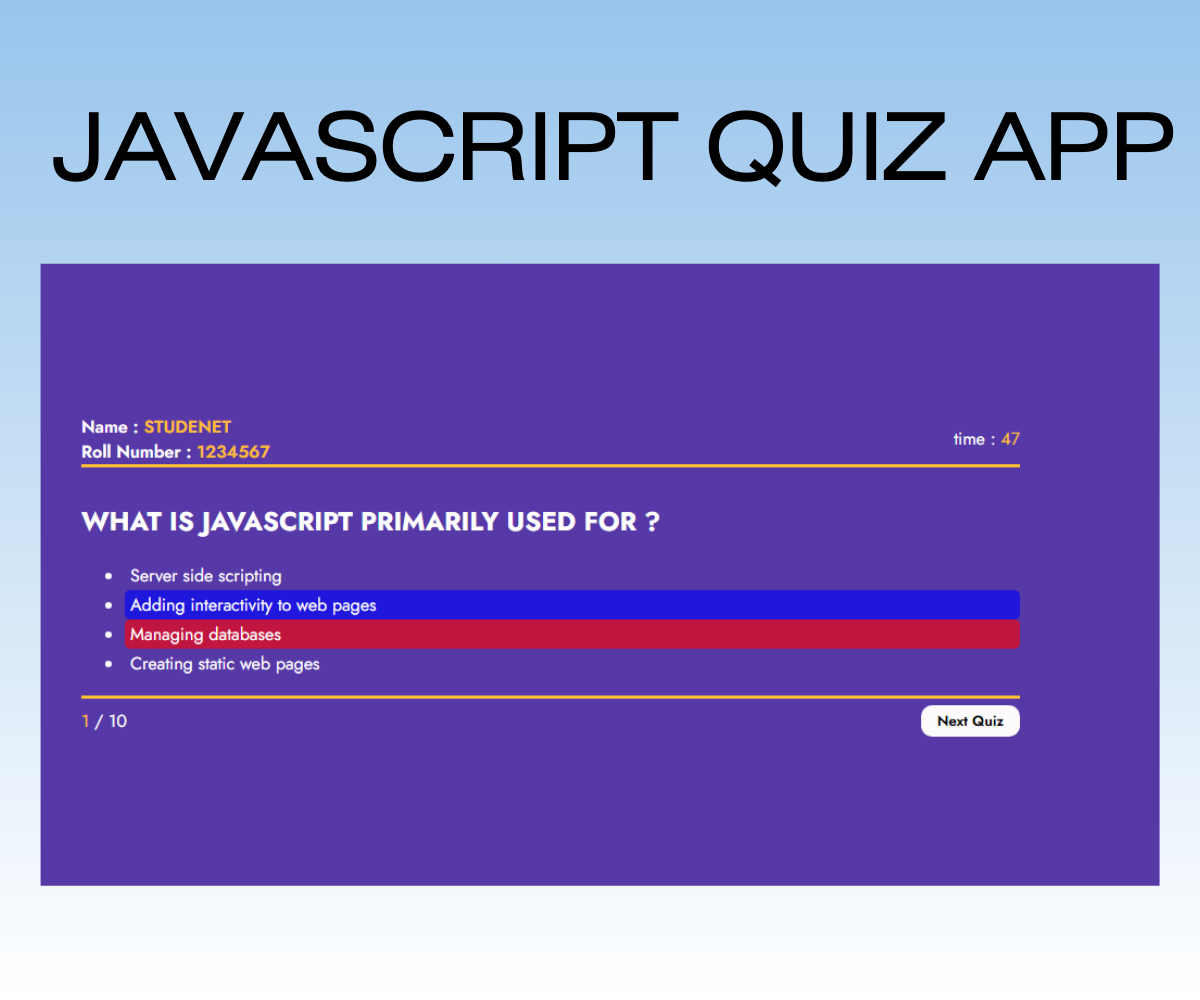 JAVASCRIPT QUIZ APP
Name : STUDENET
Roll Number : 1234567
time : 47
WHAT IS JAVASCRIPT PRIMARILY USED FOR ?
Server side scripting
Adding interactivity to web pages
Managing databases
Creating static web pages
1 / 10
Next Quiz